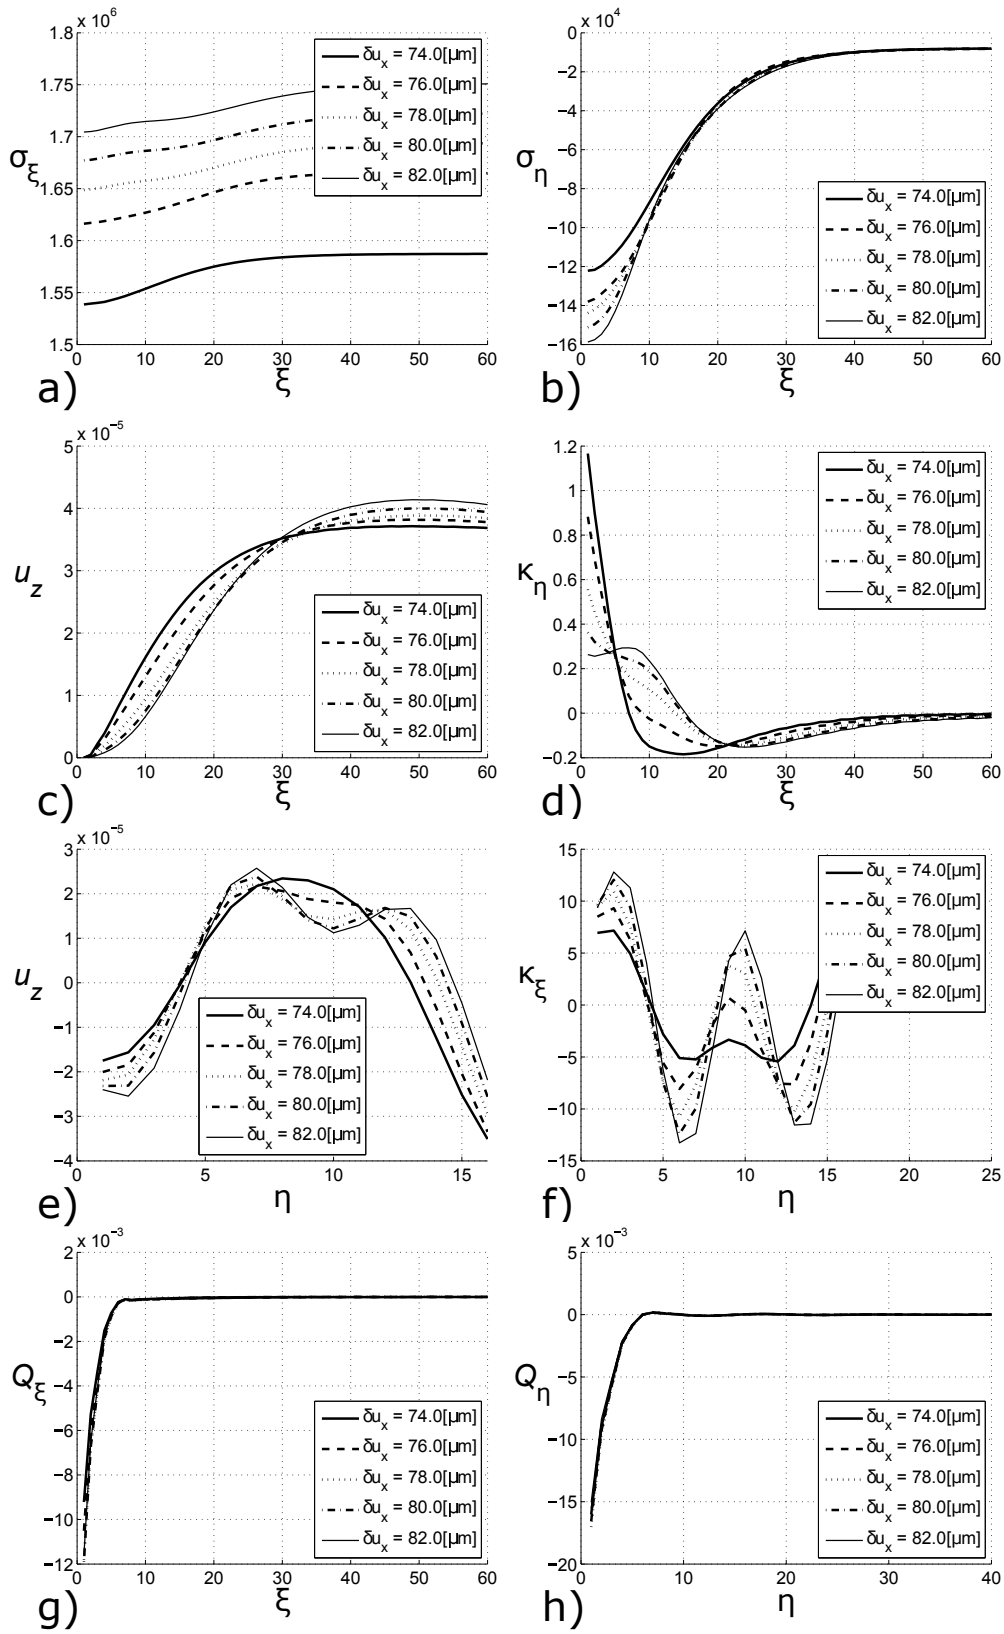 x 10⁶
1.8
1.75
1.7
1.65
1.6
1.55
1.5
σ_ξ
δu_x = 74.0[µm]
δu_x = 76.0[µm]
δu_x = 78.0[µm]
δu_x = 80.0[µm]
δu_x = 82.0[µm]
0 10 20 30 40 50 60
a) ξ
x 10⁴
0
−2
−4
−6
−8
−10
−12
−14
−16
σ_η
δu_x = 74.0[µm]
δu_x = 76.0[µm]
δu_x = 78.0[µm]
δu_x = 80.0[µm]
δu_x = 82.0[µm]
0 10 20 30 40 50 60
b) ξ
x 10⁻⁵
5
4
3
2
1
0
u_z
δu_x = 74.0[µm]
δu_x = 76.0[µm]
δu_x = 78.0[µm]
δu_x = 80.0[µm]
δu_x = 82.0[µm]
0 10 20 30 40 50 60
c) ξ
1.2
1
0.8
0.6
0.4
0.2
0
−0.2
κ_η
δu_x = 74.0[µm]
δu_x = 76.0[µm]
δu_x = 78.0[µm]
δu_x = 80.0[µm]
δu_x = 82.0[µm]
0 10 20 30 40 50 60
d) ξ
x 10⁻⁵
3
2
1
0
−1
−2
−3
−4
u_z
δu_x = 74.0[µm]
δu_x = 76.0[µm]
δu_x = 78.0[µm]
δu_x = 80.0[µm]
δu_x = 82.0[µm]
0 5 10 15
e) η
15
10
5
0
−5
−10
−15
κ_ξ
δu_x = 74.0[µm]
δu_x = 76.0[µm]
δu_x = 78.0[µm]
δu_x = 80.0[µm]
δu_x = 82.0[µm]
0 5 10 15 20 25
f) η
x 10⁻³
2
0
−2
−4
−6
−8
−10
−12
Q_ξ
δu_x = 74.0[µm]
δu_x = 76.0[µm]
δu_x = 78.0[µm]
δu_x = 80.0[µm]
δu_x = 82.0[µm]
0 10 20 30 40 50 60
g) ξ
x 10⁻³
5
0
−5
−10
−15
−20
Q_η
δu_x = 74.0[µm]
δu_x = 76.0[µm]
δu_x = 78.0[µm]
δu_x = 80.0[µm]
δu_x = 82.0[µm]
0 10 20 30 40
h) η